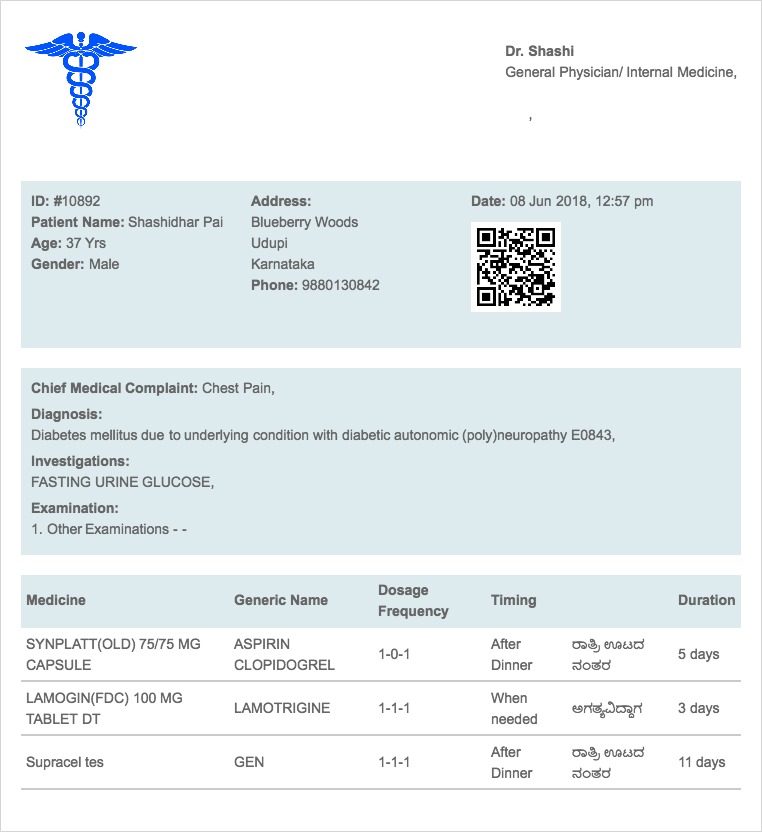 Dr. Shashi
General Physician/ Internal Medicine,
,
ID: #10892
Patient Name: Shashidhar Pai
Age: 37 Yrs
Gender: Male
Address:
Blueberry Woods
Udupi
Karnataka
Phone: 9880130842
Date: 08 Jun 2018, 12:57 pm
Chief Medical Complaint: Chest Pain,
Diagnosis:
Diabetes mellitus due to underlying condition with diabetic autonomic (poly)neuropathy E0843,
Investigations:
FASTING URINE GLUCOSE,
Examination:
1. Other Examinations - -
Medicine Generic Name Dosage Frequency Timing Duration
SYNPLATT(OLD) 75/75 MG ASPIRIN 1-0-1 After ರಾತ್ರಿ ಊಟದ 5 days
CAPSULE CLOPIDOGREL Dinner ನಂತರ
LAMOGIN(FDC) 100 MG LAMOTRIGINE 1-1-1 When ಅಗತ್ಯವಿದ್ದಾಗ 3 days
TABLET DT needed
Supracel tes GEN 1-1-1 After ರಾತ್ರಿ ಊಟದ 11 days
Dinner ನಂತರ